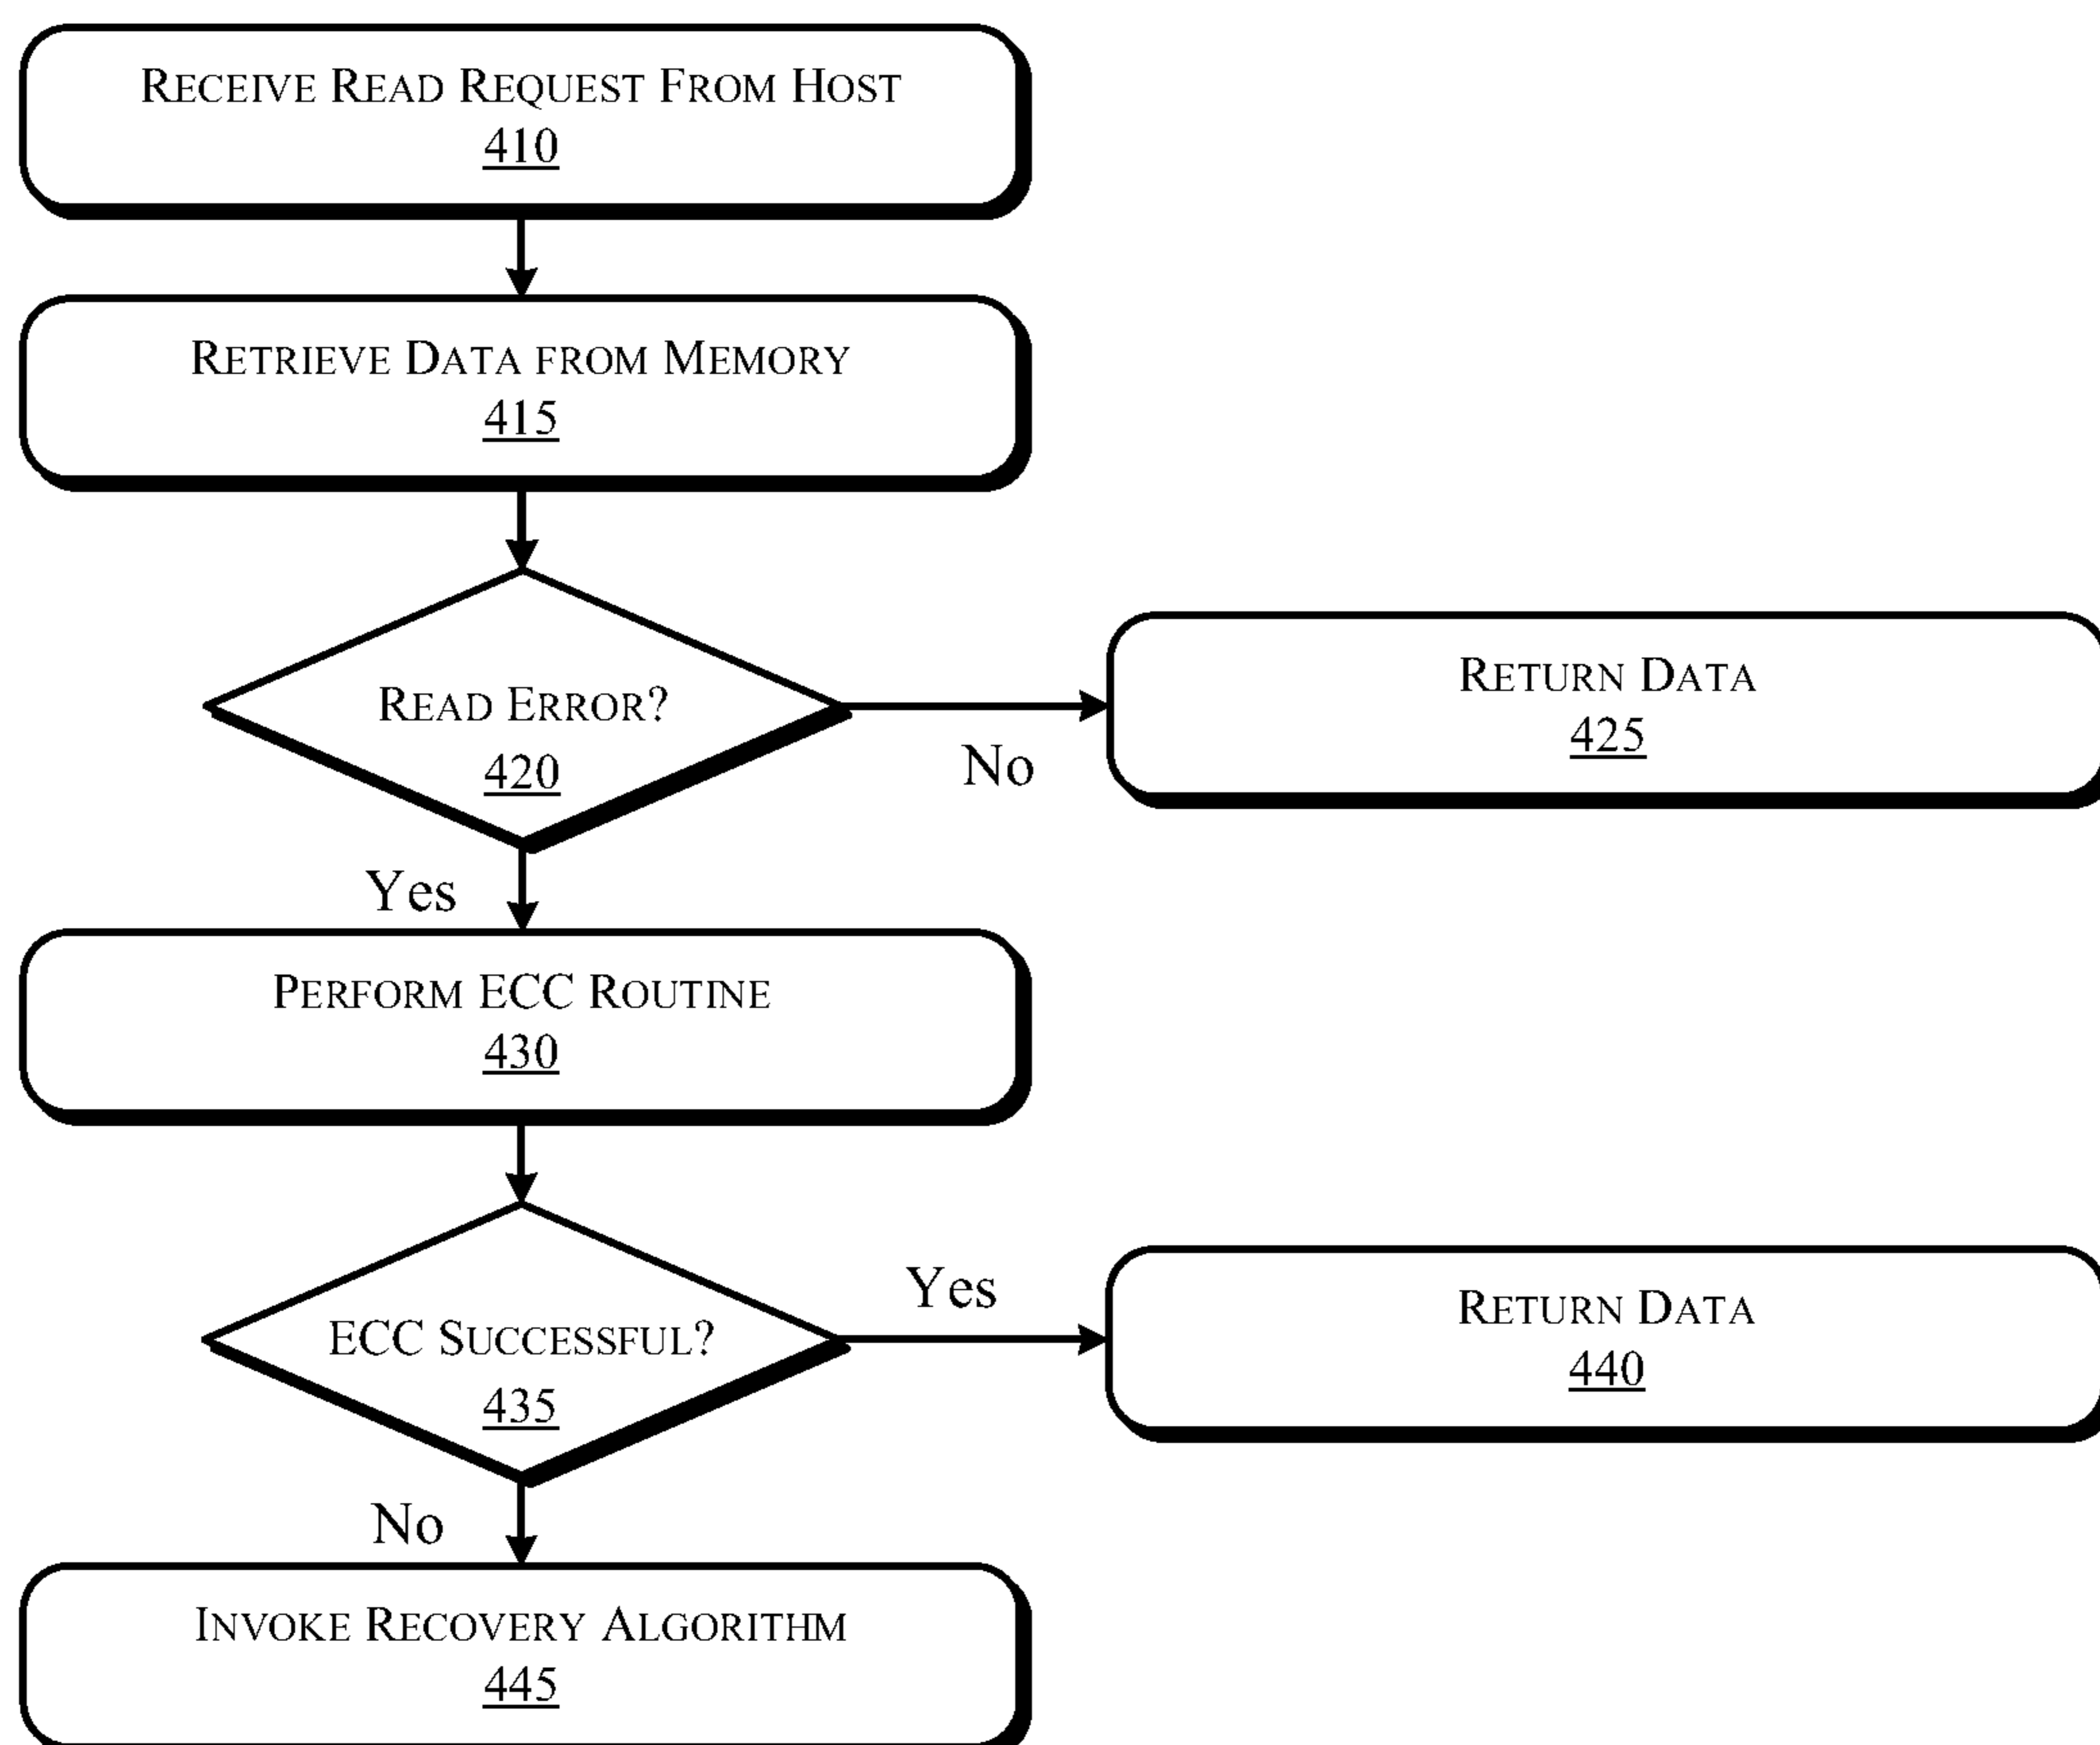 RECEIVE READ REQUEST FROM HOST
410
RETRIEVE DATA FROM MEMORY
415
READ ERROR?
420
No
RETURN DATA
425
Yes
PERFORM ECC ROUTINE
430
ECC SUCCESSFUL?
435
Yes
RETURN DATA
440
No
INVOKE RECOVERY ALGORITHM
445